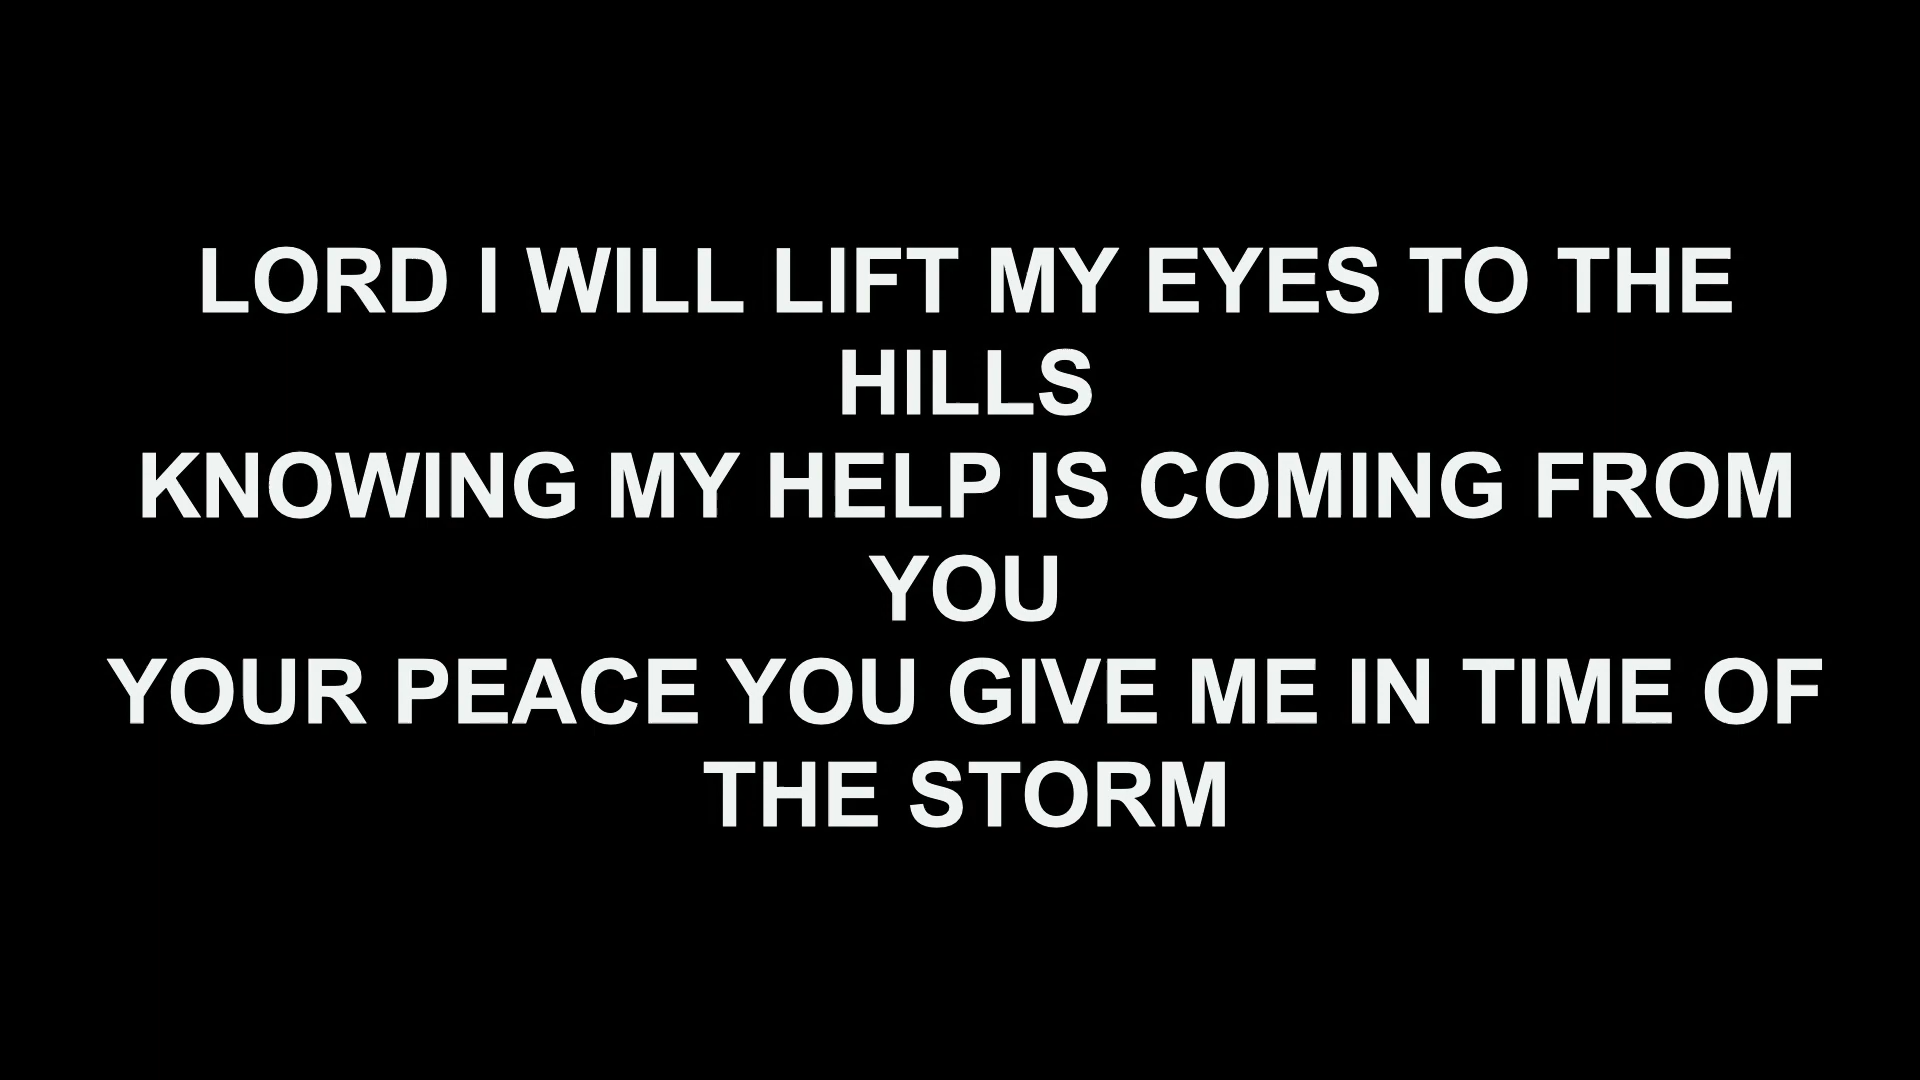 LORD I WILL LIFT MY EYES TO THE
HILLS
KNOWING MY HELP IS COMING FROM
YOU
YOUR PEACE YOU GIVE ME IN TIME OF
THE STORM